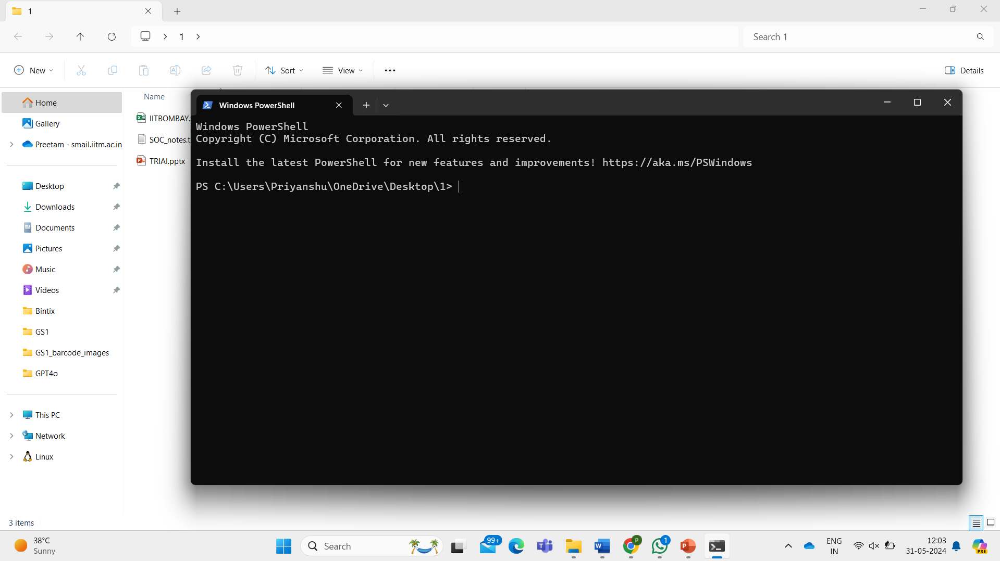 1
1
Search 1
New
Sort
View
Details
Home
Gallery
Preetam - smail.iitm.ac.in
Desktop
Downloads
Documents
Pictures
Music
Videos
Bintix
GS1
GS1_barcode_images
GPT4o
This PC
Network
Linux
Name
IITBOMBAY.
SOC_notes.t
TRIAl.pptx
Windows PowerShell
Windows PowerShell
Copyright (C) Microsoft Corporation. All rights reserved.
Install the latest PowerShell for new features and improvements! https://aka.ms/PSWindows
PS C:\Users\Priyanshu\OneDrive\Desktop\1>
3 items
38°C
Sunny
Search
99+
P
1
ENG
IN
12:03
31-05-2024
PRE